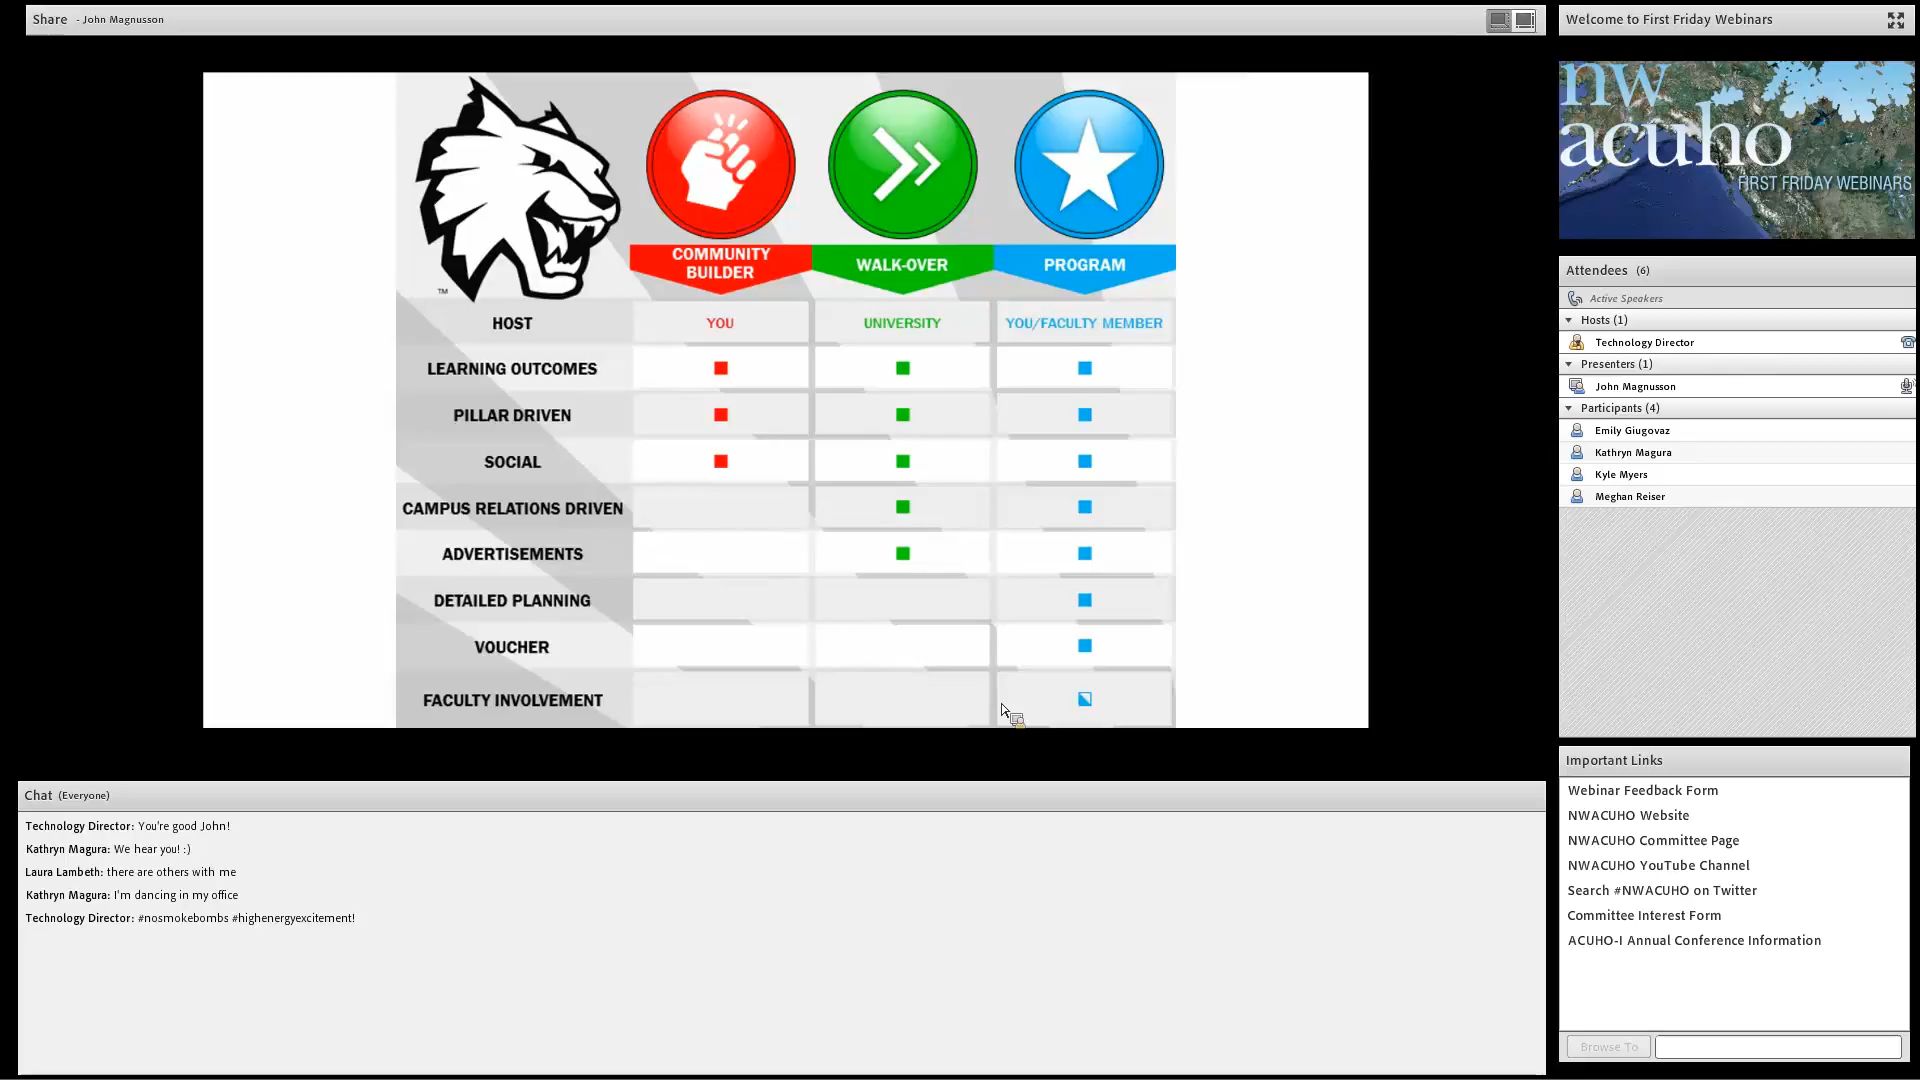 Share - John Magnusson
Welcome to First Friday Webinars
nw
acuho
FIRST FRIDAY WEBINARS
COMMUNITY
BUILDER
WALK-OVER
PROGRAM
TM
HOST YOU UNIVERSITY YOU/FACULTY MEMBER
LEARNING OUTCOMES
PILLAR DRIVEN
SOCIAL
CAMPUS RELATIONS DRIVEN
ADVERTISEMENTS
DETAILED PLANNING
VOUCHER
FACULTY INVOLVEMENT
Attendees (6)
Active Speakers
Hosts (1)
Technology Director
Presenters (1)
John Magnusson
Participants (4)
Emily Giugovaz
Kathryn Magura
Kyle Myers
Meghan Reiser
Chat (Everyone)
Technology Director: You're good John!
Kathryn Magura: We hear you! :)
Laura Lambeth: there are others with me
Kathryn Magura: I'm dancing in my office
Technology Director: #nosmokebombs #highenergyexcitement!
Important Links
Webinar Feedback Form
NWACUHO Website
NWACUHO Committee Page
NWACUHO YouTube Channel
Search #NWACUHO on Twitter
Committee Interest Form
ACUHO-I Annual Conference Information
Browse To